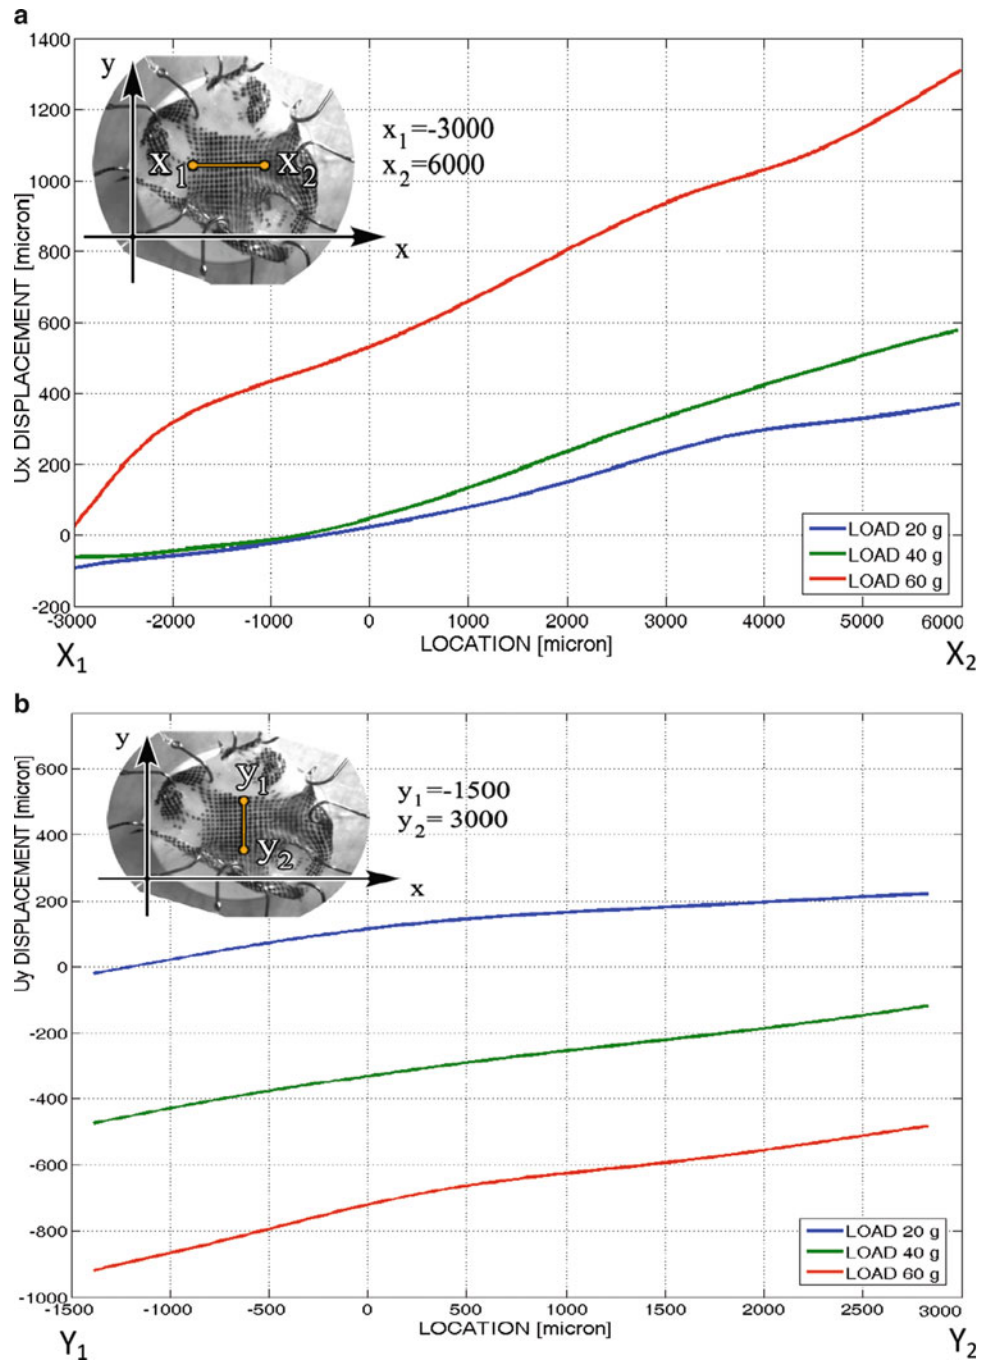 a
1400
1200
1000
800
600
400
200
0
-200
Ux DISPLACEMENT [micron]
y
x
x1 x2
x1=-3000
x2=6000
LOAD 20 g
LOAD 40 g
LOAD 60 g
-3000 -2000 -1000 0 1000 2000 3000 4000 5000 6000
LOCATION [micron]
X1 X2
b
600
400
200
0
-200
-400
-600
-800
-1000
Uy DISPLACEMENT [micron]
y
x
y1
y2
y1=-1500
y2= 3000
LOAD 20 g
LOAD 40 g
LOAD 60 g
-1500 -1000 -500 0 500 1000 1500 2000 2500 3000
LOCATION [micron]
Y1 Y2